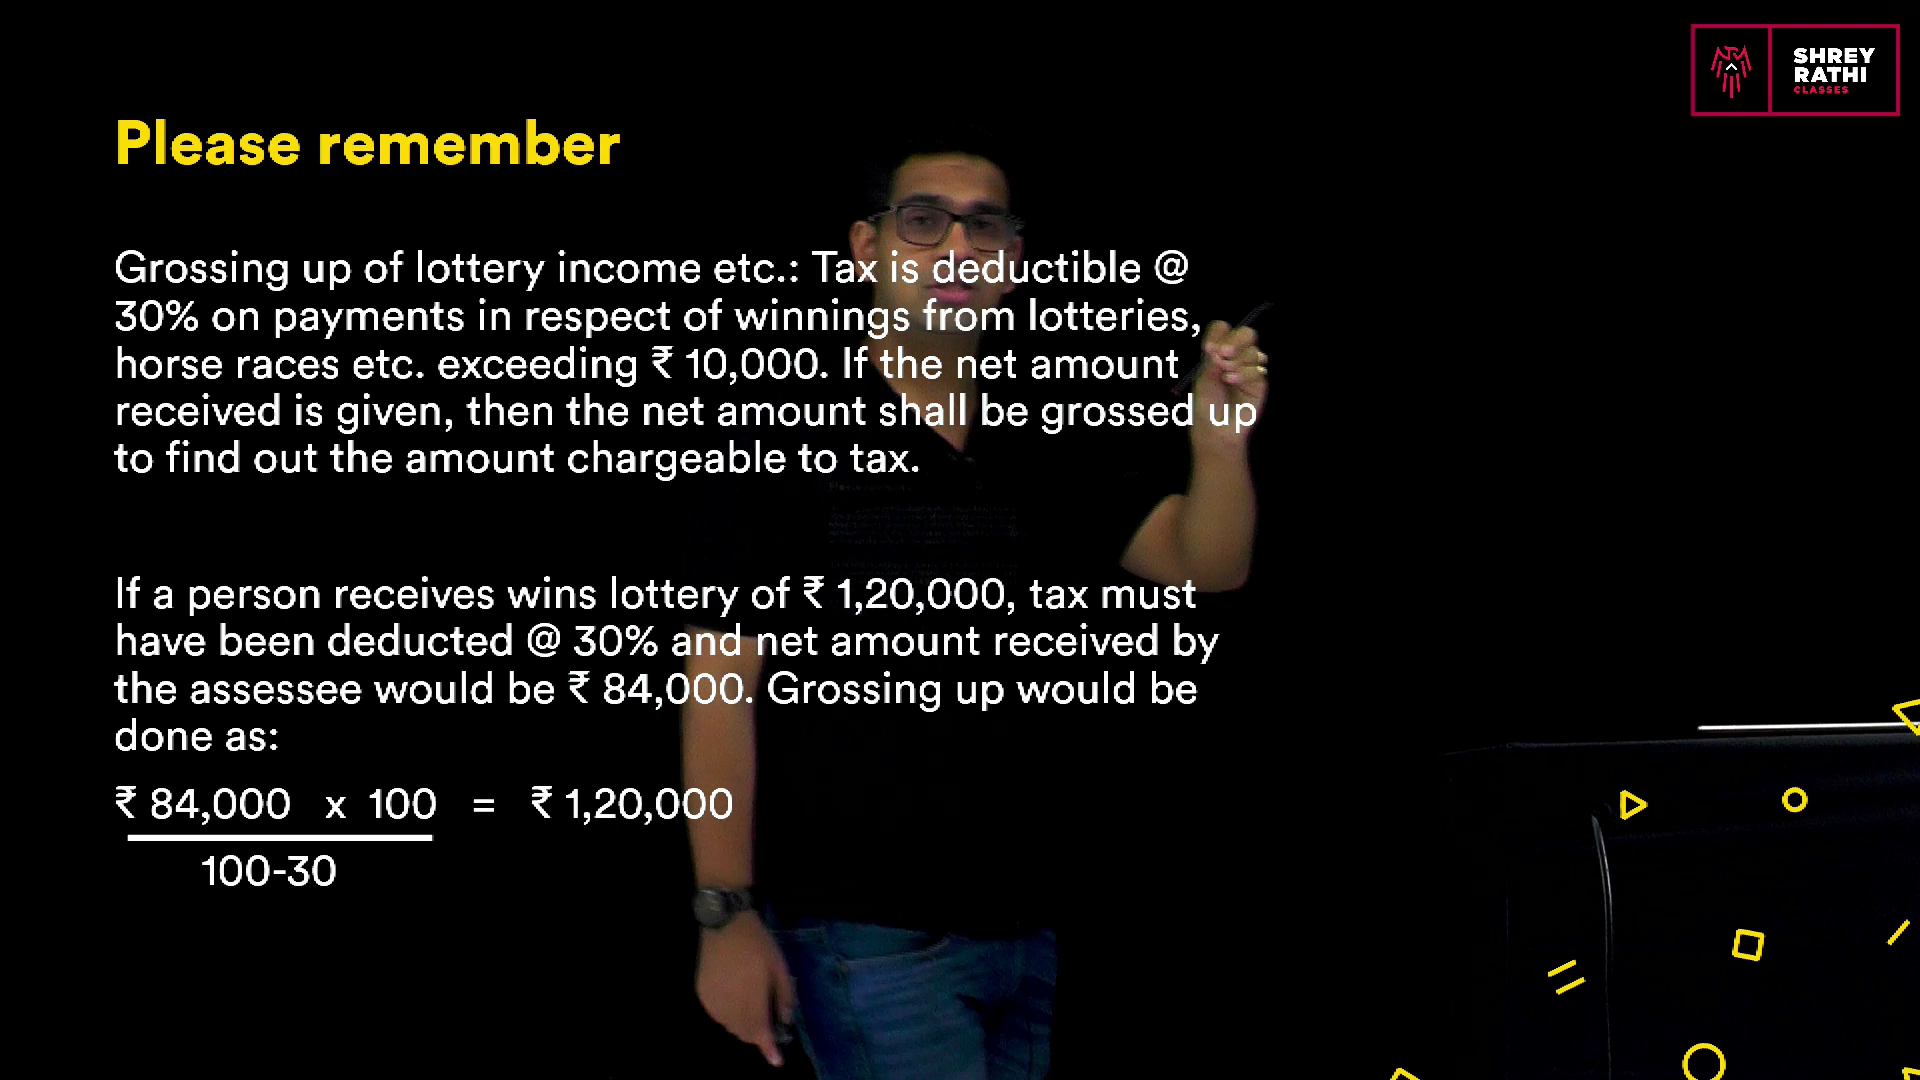 SHREY
RATHI
CLASSES
Please remember
Grossing up of lottery income etc.: Tax is deductible @
30% on payments in respect of winnings from lotteries,
horse races etc. exceeding ₹ 10,000. If the net amount
received is given, then the net amount shall be grossed up
to find out the amount chargeable to tax.
If a person receives wins lottery of ₹ 1,20,000, tax must
have been deducted @ 30% and net amount received by
the assessee would be ₹ 84,000. Grossing up would be
done as:
₹ 84,000 x 100 = ₹ 1,20,000
100-30